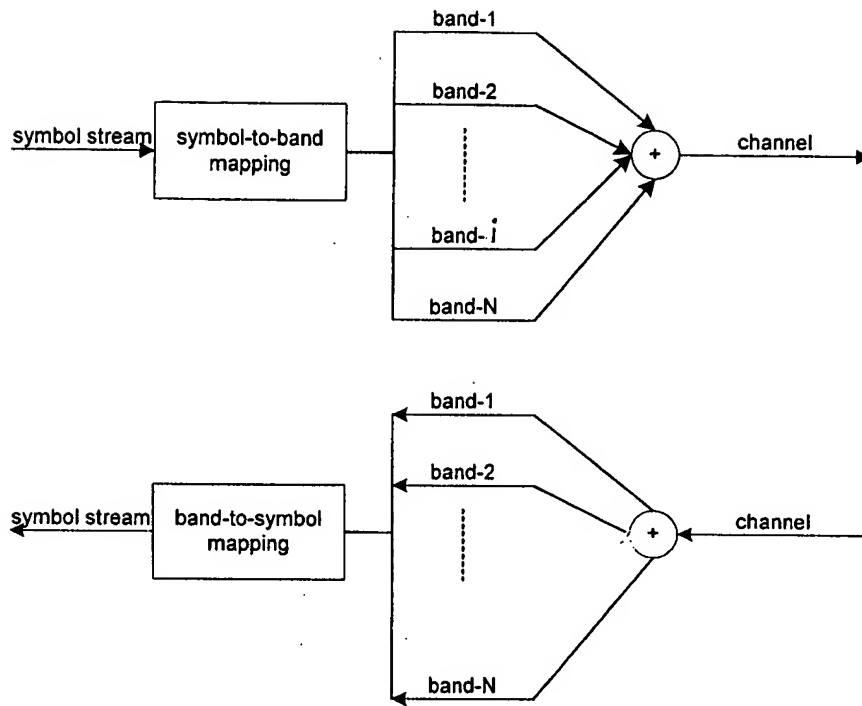 band-1
band-2
symbol stream
symbol-to-band
mapping
+
channel
band-i
band-N
band-1
band-2
symbol stream
band-to-symbol
mapping
+
channel
band-N